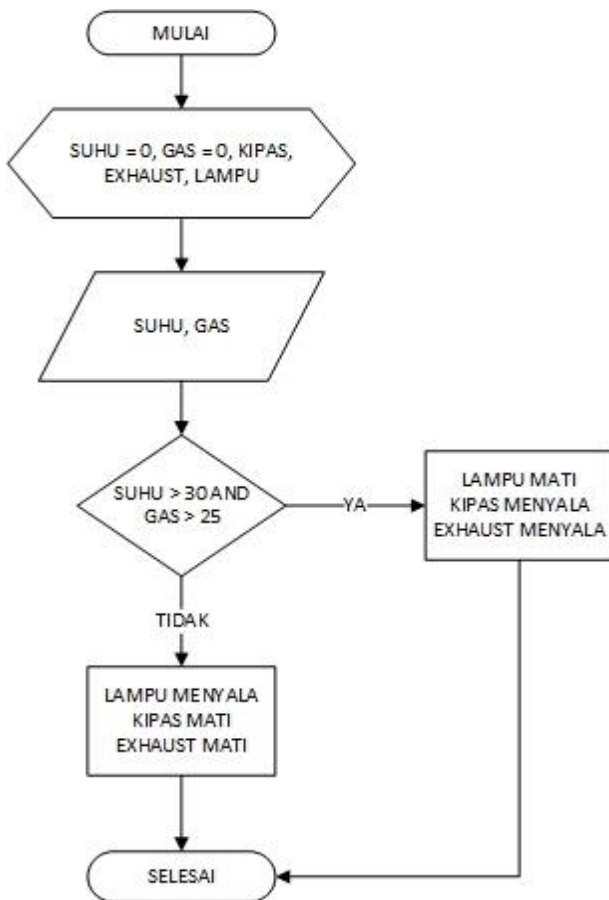 MULAI
SUHU = 0, GAS = 0, KIPAS,
EXHAUST, LAMPU
SUHU, GAS
SUHU > 30 AND
GAS > 25
YA
LAMPU MATI
KIPAS MENYALA
EXHAUST MENYALA
TIDAK
LAMPU MENYALA
KIPAS MATI
EXHAUST MATI
SELESAI